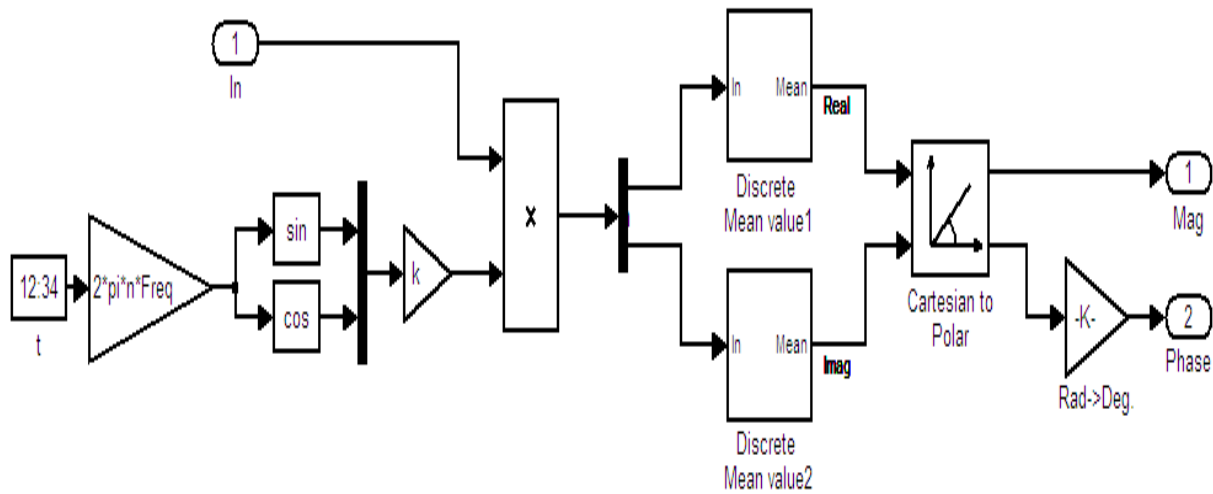 1
In
12:34
t
2*pi*n*Freq
sin
cos
k
x
In Mean
Real
Discrete
Mean value1
In Mean
Imag
Discrete
Mean value2
Cartesian to
Polar
-K-
Rad->Deg.
1
Mag
2
Phase